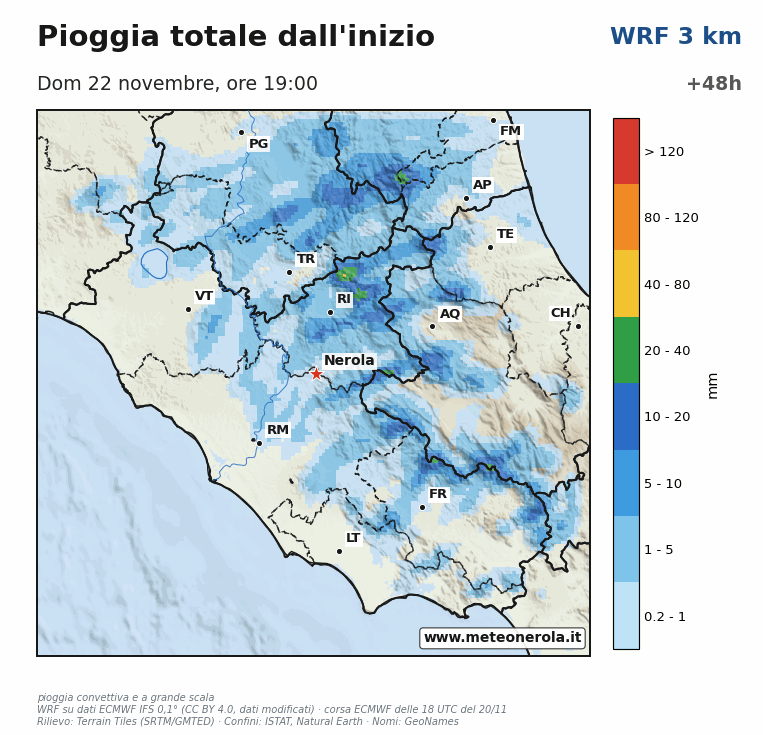 Pioggia totale dall'inizio
WRF 3 km
Dom 22 novembre, ore 19:00
+48h
FM
PG
AP
TE
TR
RI
VT
AQ
CH
Nerola
RM
FR
LT
www.meteonerola.it
> 120
80 - 120
40 - 80
20 - 40
10 - 20
5 - 10
1 - 5
0.2 - 1
mm
pioggia convettiva e a grande scala
WRF su dati ECMWF IFS 0,1° (CC BY 4.0, dati modificati) · corsa ECMWF delle 18 UTC del 20/11
Rilievo: Terrain Tiles (SRTM/GMTED) · Confini: ISTAT, Natural Earth · Nomi: GeoNames